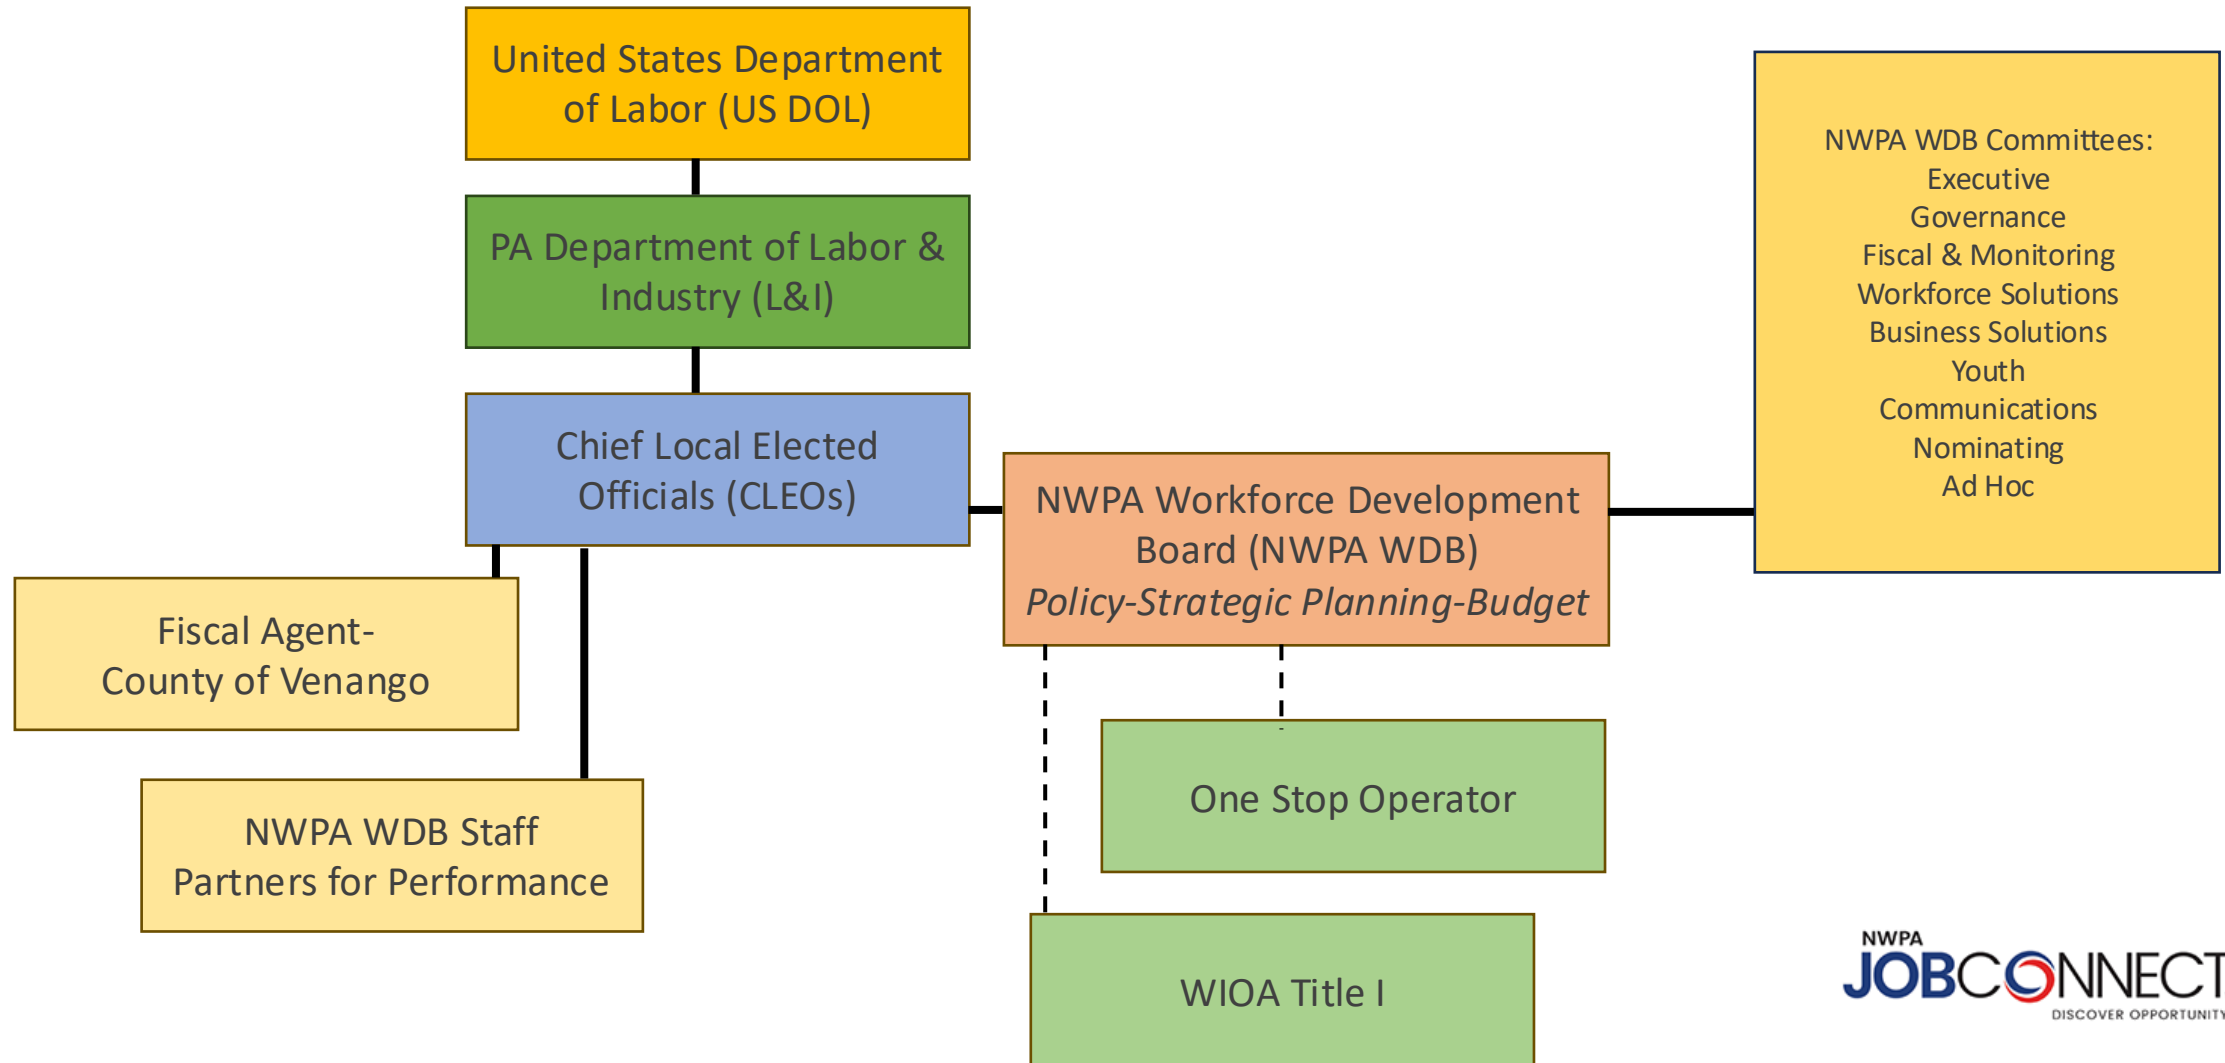 United States Department
of Labor (US DOL)
PA Department of Labor &
Industry (L&I)
Chief Local Elected
Officials (CLEOs)
NWPA Workforce Development
Board (NWPA WDB)
Policy-Strategic Planning-Budget
NWPA WDB Committees:
Executive
Governance
Fiscal & Monitoring
Workforce Solutions
Business Solutions
Youth
Communications
Nominating
Ad Hoc
Fiscal Agent-
County of Venango
NWPA WDB Staff
Partners for Performance
One Stop Operator
WIOA Title I
NWPA
JOBCONNECT
DISCOVER OPPORTUNITY